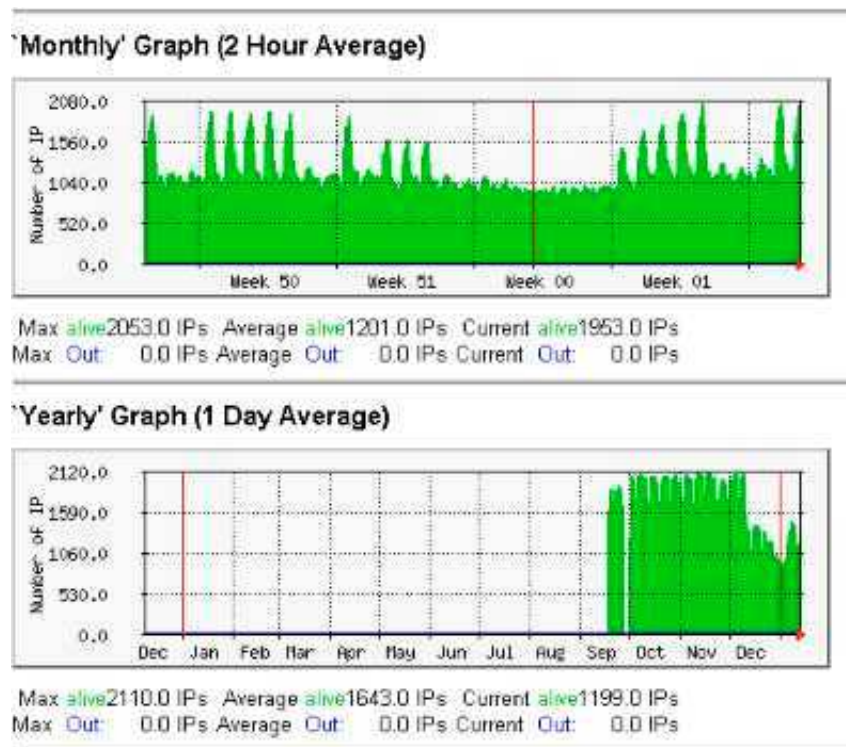 `Monthly' Graph (2 Hour Average)
Number of IP
2080.0
1560.0
1040.0
520.0
0.0
Week 50 Week 51 Week 00 Week 01
Max alive2053.0 IPs Average alive1201.0 IPs Current alive1953.0 IPs
Max Out: 0.0 IPs Average Out: 0.0 IPs Current Out: 0.0 IPs
`Yearly' Graph (1 Day Average)
Number of IP
2120.0
1590.0
1060.0
530.0
0.0
Dec Jan Feb Mar Apr May Jun Jul Aug Sep Oct Nov Dec
Max alive2110.0 IPs Average alive1643.0 IPs Current alive1199.0 IPs
Max Out: 0.0 IPs Average Out: 0.0 IPs Current Out: 0.0 IPs